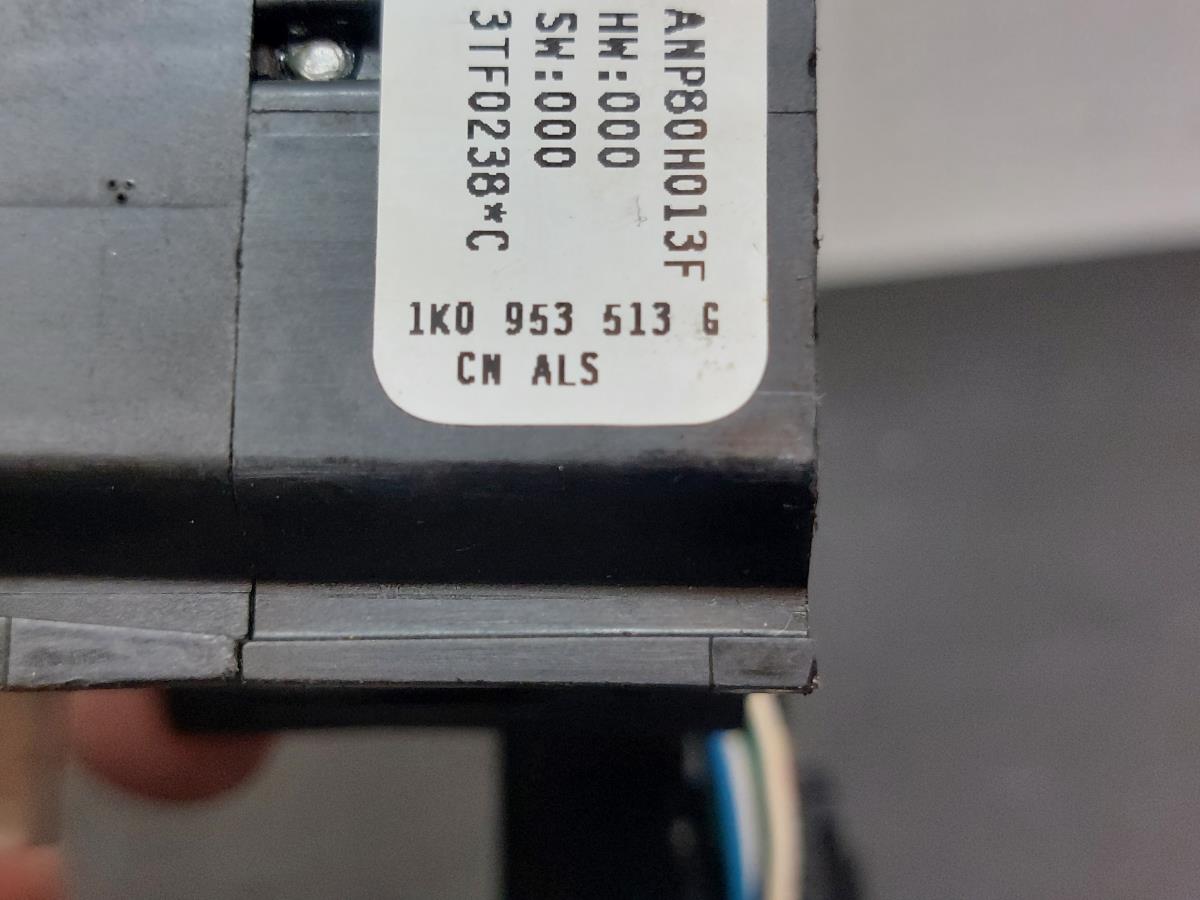 ANP80H013F
HW:000
SW:000
3TF0238*C
1K0 953 513 G
CN ALS